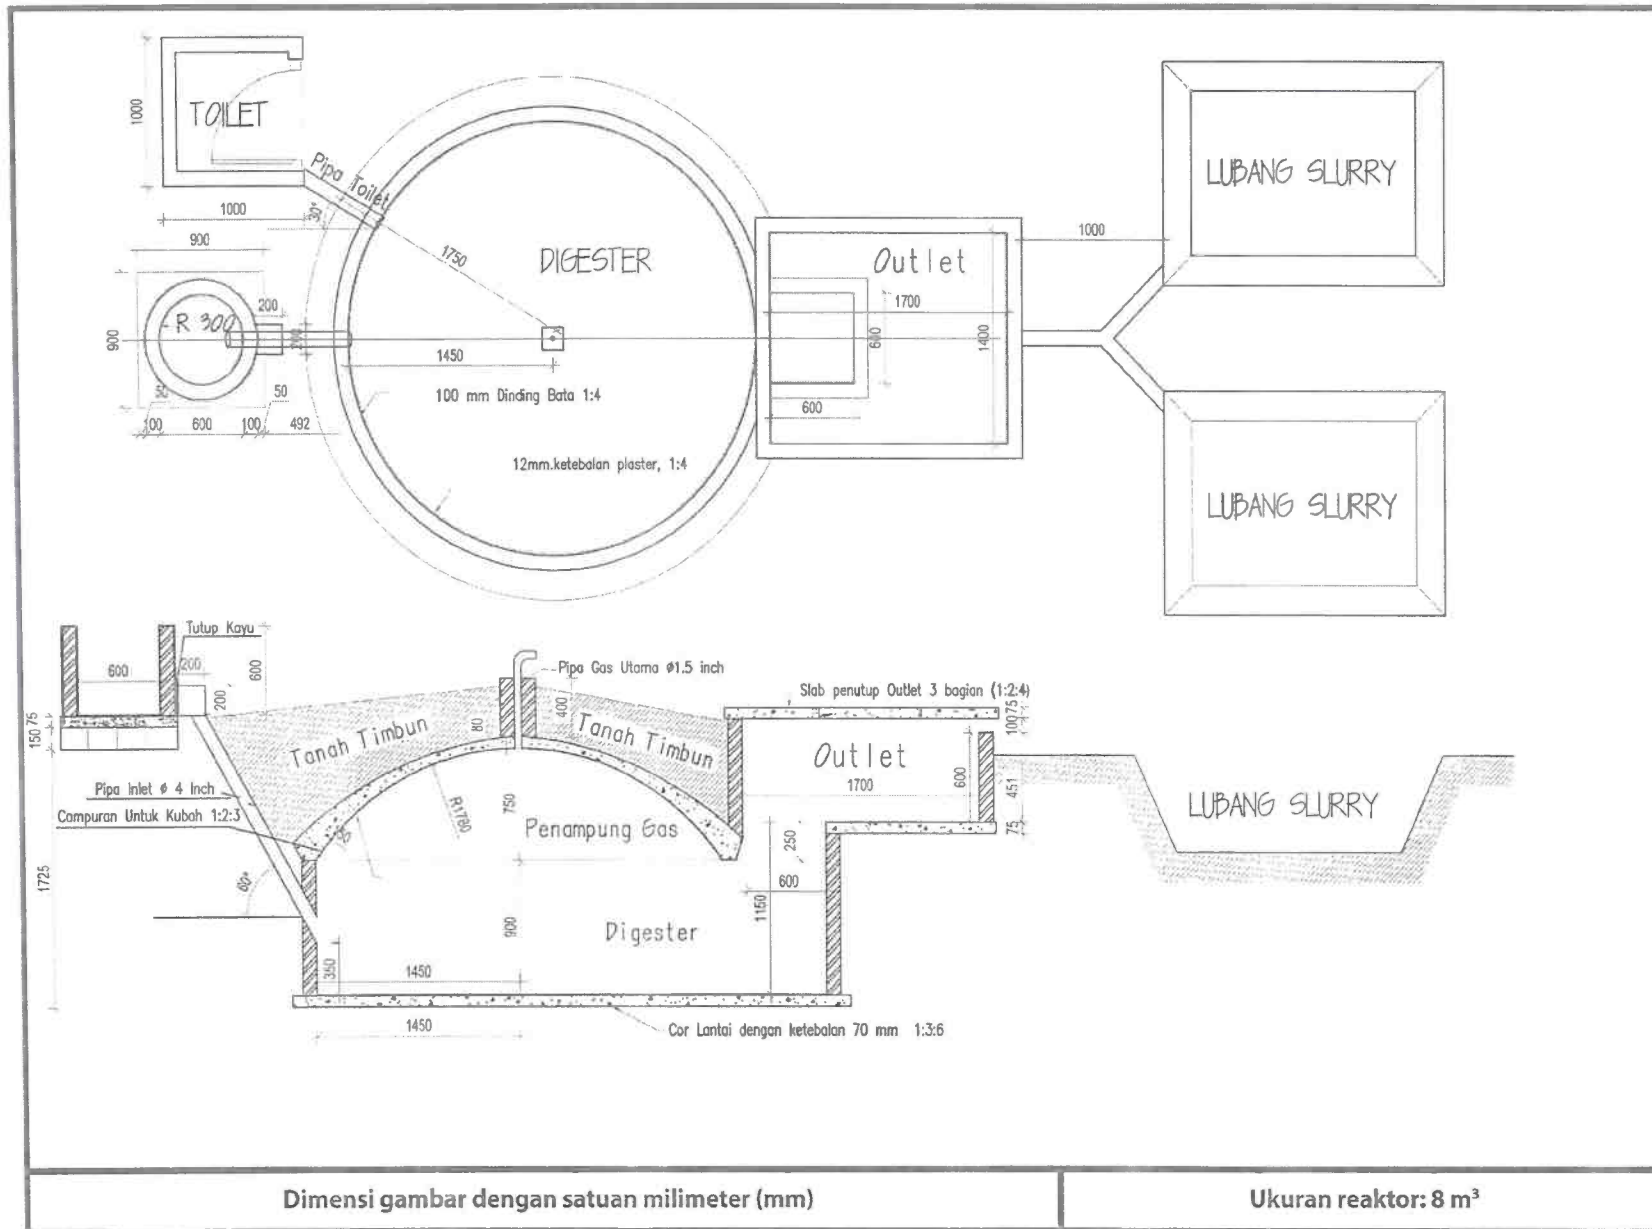 TOILET
1000
1000
Pipa Toilet
30°
900
900
R 300
200
200
50
50
100
600
100
492
1750
DIGESTER
1450
100 mm Dinding Bata 1:4
12mm.ketebalan plaster, 1:4
Outlet
1700
600
1400
600
1000
LUBANG SLURRY
LUBANG SLURRY
Tutup Kayu
600
200
600
200
75
150
1725
Pipa Inlet ø 4 Inch
Campuran Untuk Kubah 1:2:3
60°
Tanah Timbun
80
400
Pipa Gas Utama ø1.5 inch
Tanah Timbun
Slab penutup Outlet 3 bagian (1:2:4)
75
100
Outlet
1700
600
451
75
R1780
750
Penampung Gas
250
600
1150
900
Digester
350
1450
1450
Cor Lantai dengan ketebalan 70 mm 1:3:6
LUBANG SLURRY
Dimensi gambar dengan satuan milimeter (mm)
Ukuran reaktor: 8 m³